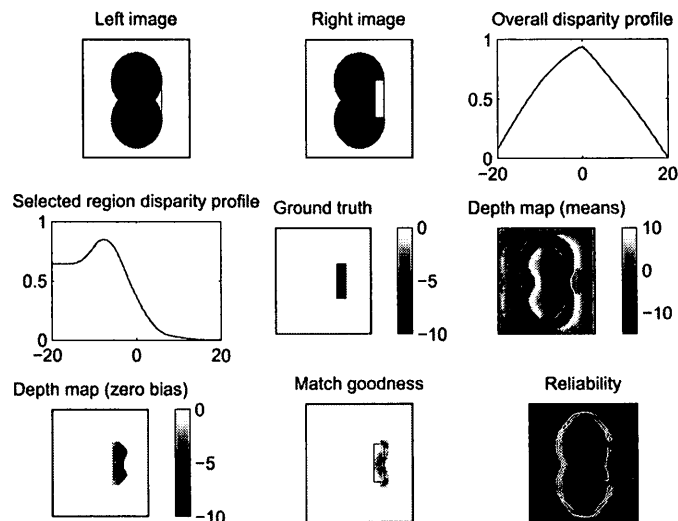 Left image
Right image
Overall disparity profile
1
0.5
0
-20
0
20
Selected region disparity profile
1
0.5
0
-20
0
20
Ground truth
0
-5
-10
Depth map (means)
10
0
-10
Depth map (zero bias)
0
-5
-10
Match goodness
Reliability